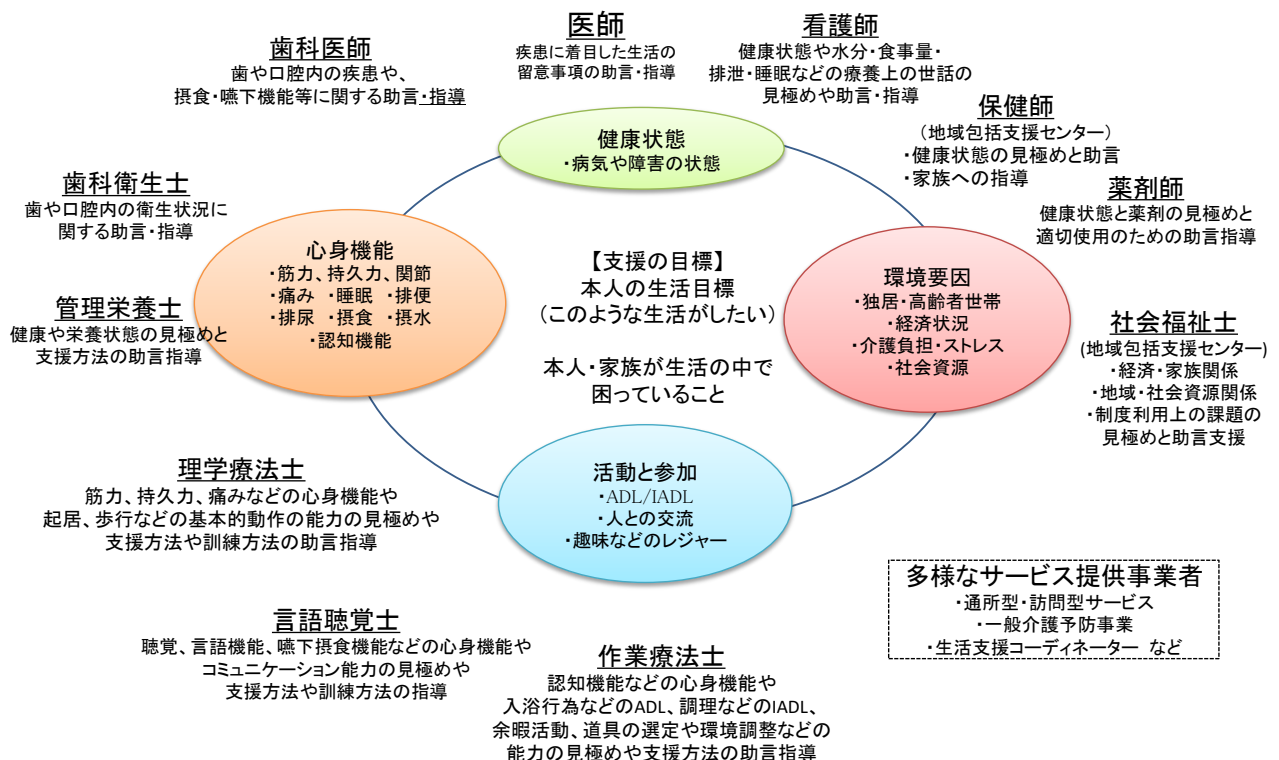 医師
疾患に着目した生活の
留意事項の助言・指導
看護師
健康状態や水分・食事量・
排泄・睡眠などの療養上の世話の
見極めや助言・指導
歯科医師
歯や口腔内の疾患や、
摂食・嚥下機能等に関する助言・指導
保健師
（地域包括支援センター）
・健康状態の見極めと助言
・家族への指導
健康状態
・病気や障害の状態
歯科衛生士
歯や口腔内の衛生状況に
関する助言・指導
薬剤師
健康状態と薬剤の見極めと
適切使用のための助言指導
心身機能
・筋力、持久力、関節
・痛み ・睡眠 ・排便
・排尿 ・摂食 ・摂水
・認知機能
【支援の目標】
本人の生活目標
（このような生活がしたい）
本人・家族が生活の中で
困っていること
環境要因
・独居・高齢者世帯
・経済状況
・介護負担・ストレス
・社会資源
管理栄養士
健康や栄養状態の見極めと
支援方法の助言指導
社会福祉士
(地域包括支援センター)
・経済・家族関係
・地域・社会資源関係
・制度利用上の課題の
見極めと助言支援
理学療法士
筋力、持久力、痛みなどの心身機能や
起居、歩行などの基本的動作の能力の見極めや
支援方法や訓練方法の助言指導
活動と参加
・ADL/IADL
・人との交流
・趣味などのレジャー
多様なサービス提供事業者
・通所型・訪問型サービス
・一般介護予防事業
・生活支援コーディネーター など
言語聴覚士
聴覚、言語機能、嚥下摂食機能などの心身機能や
コミュニケーション能力の見極めや
支援方法や訓練方法の指導
作業療法士
認知機能などの心身機能や
入浴行為などのADL、調理などのIADL、
余暇活動、道具の選定や環境調整などの
能力の見極めや支援方法の助言指導